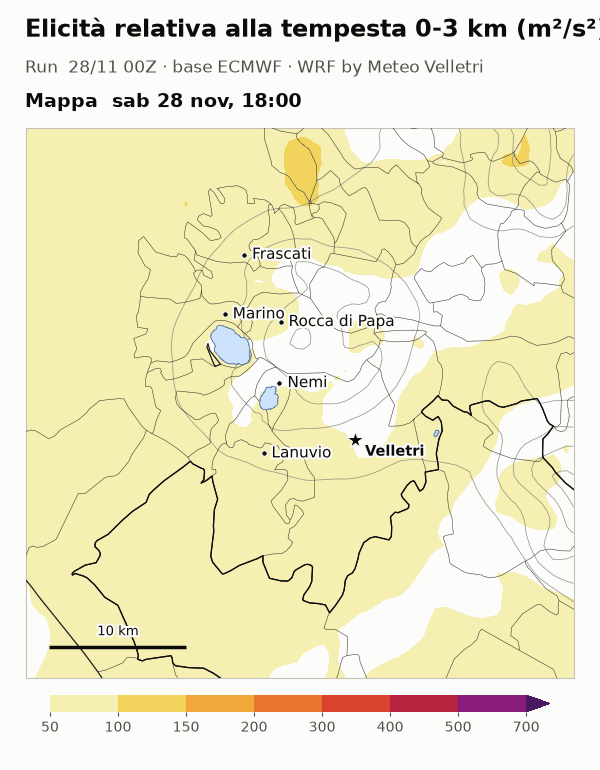 Elicità relativa alla tempesta 0-3 km (m²/s²)
Run 28/11 00Z · base ECMWF · WRF by Meteo Velletri
Mappa sab 28 nov, 18:00
Frascati
Marino
Rocca di Papa
Nemi
Velletri
Lanuvio
10 km
50 100 150 200 300 400 500 700